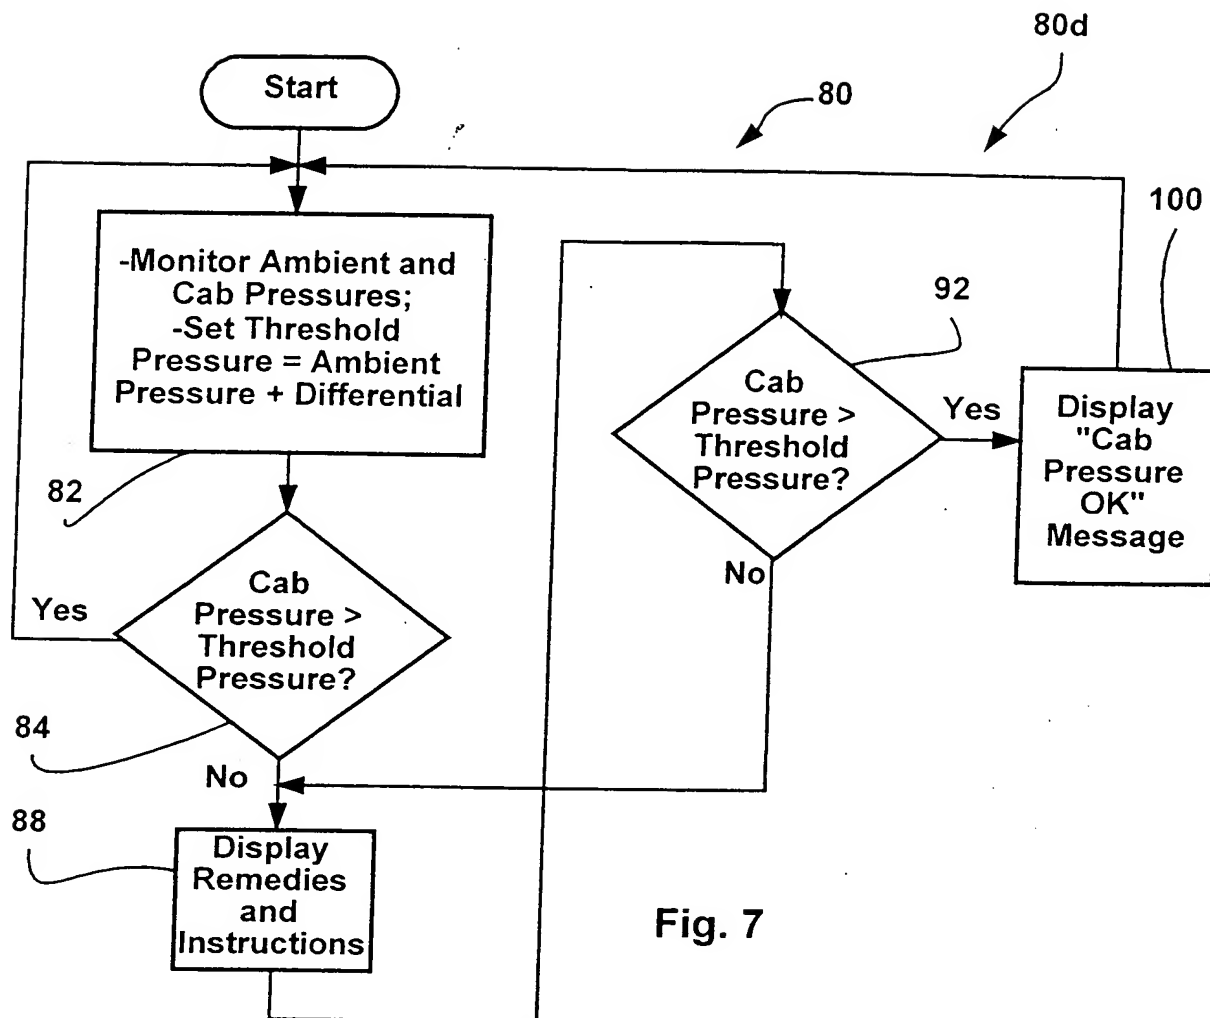 80d
80
Start
100
-Monitor Ambient and
Cab Pressures;
-Set Threshold
Pressure = Ambient
Pressure + Differential
82
92
Cab
Pressure >
Threshold
Pressure?
Yes
No
Display
"Cab
Pressure
OK"
Message
Cab
Pressure >
Threshold
Pressure?
Yes
84
No
88
Display
Remedies
and
Instructions
Fig. 7